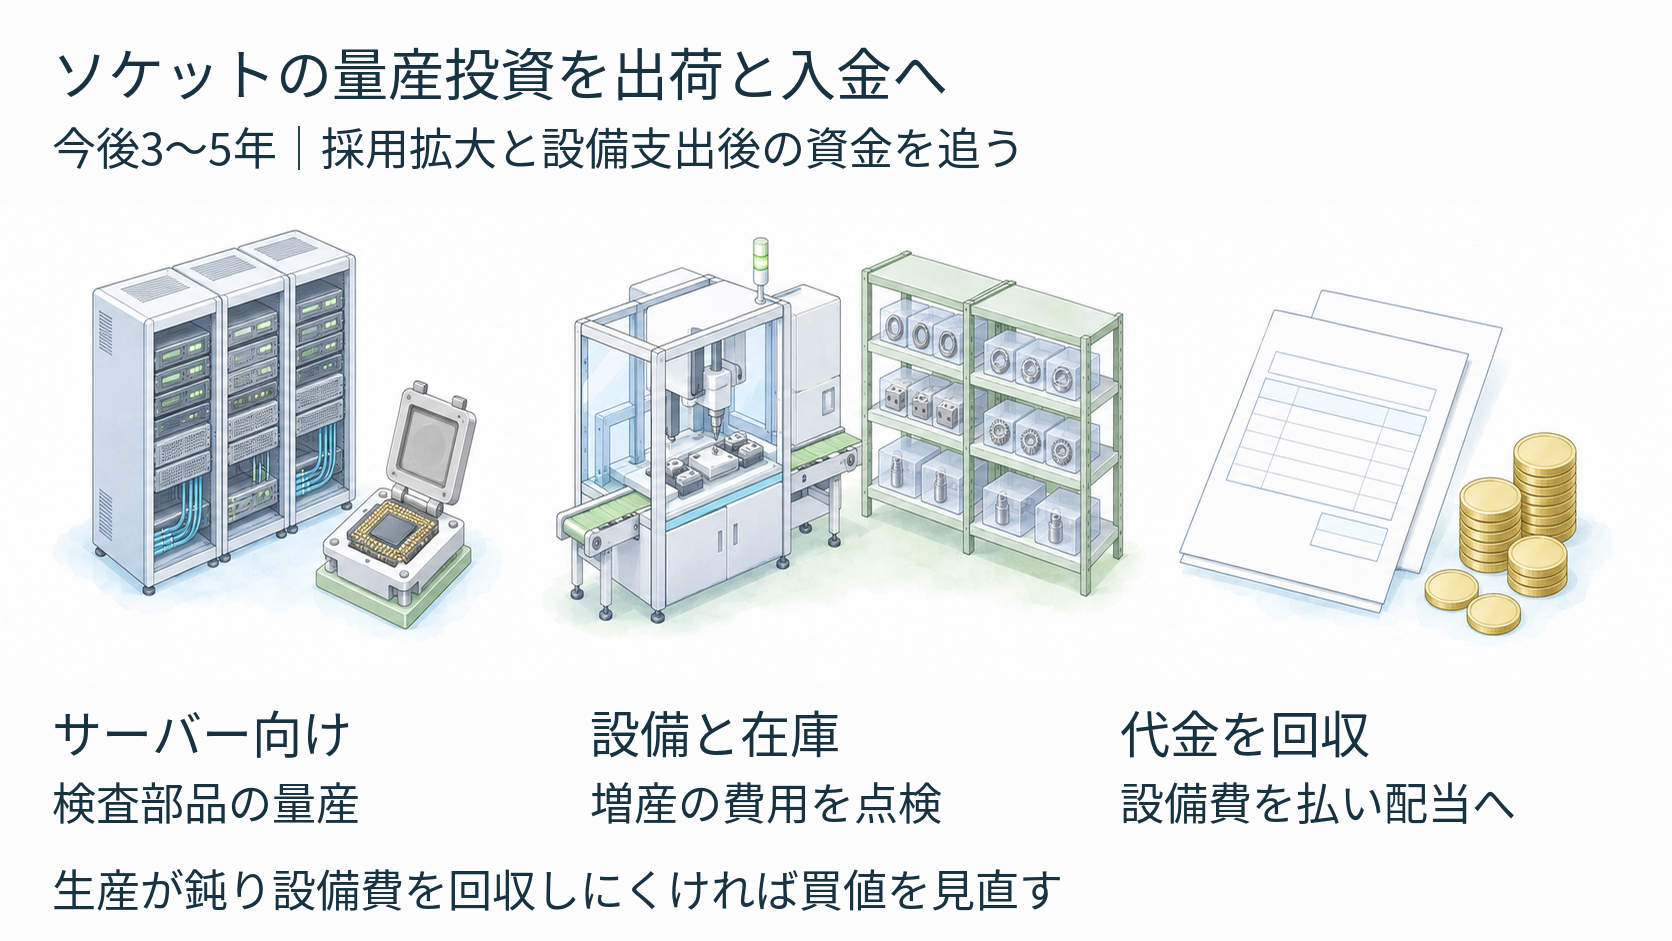 ソケットの量産投資を出荷と入金へ
今後3〜5年｜採用拡大と設備支出後の資金を追う
サーバー向け
検査部品の量産
設備と在庫
増産の費用を点検
代金を回収
設備費を払い配当へ
生産が鈍り設備費を回収しにくければ買値を見直す